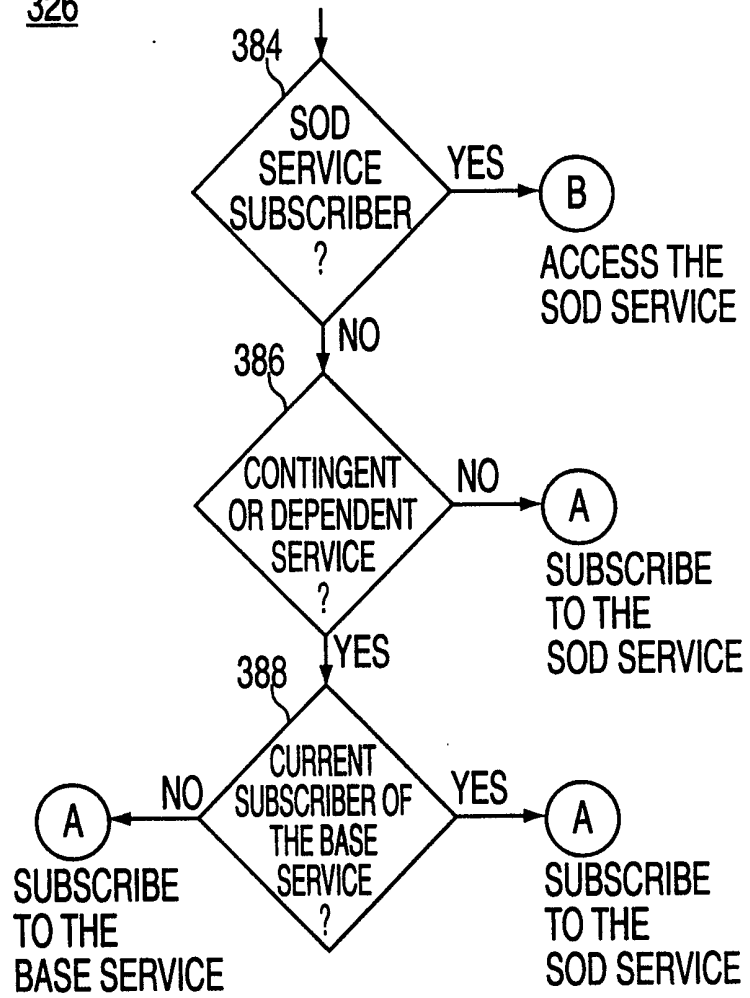 326
384
SOD
SERVICE
SUBSCRIBER
?
YES
B
ACCESS THE
SOD SERVICE
NO
386
CONTINGENT
OR DEPENDENT
SERVICE
?
NO
A
SUBSCRIBE
TO THE
SOD SERVICE
YES
388
CURRENT
SUBSCRIBER OF
THE BASE
SERVICE
?
NO
A
SUBSCRIBE
TO THE
BASE SERVICE
YES
A
SUBSCRIBE
TO THE
SOD SERVICE